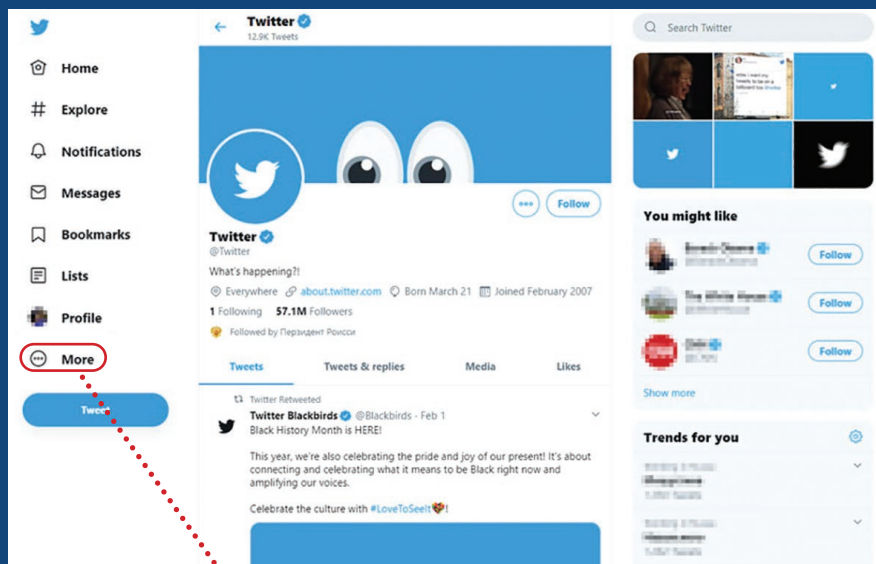 Home
Explore
Notifications
Messages
Bookmarks
Lists
Profile
More
Tweet
Twitter
12.9K Tweets
Follow
Twitter
@Twitter
What's happening?!
Everywhere about.twitter.com Born March 21 Joined February 2007
1 Following 57.1M Followers
Followed by Перзидент Роисси
Tweets Tweets & replies Media Likes
Twitter Retweeted
Twitter Blackbirds @Blackbirds · Feb 1
Black History Month is HERE!
This year, we're also celebrating the pride and joy of our present! It's about
connecting and celebrating what it means to be Black right now and
amplifying our voices.
Celebrate the culture with #LoveToSeeIt !
Search Twitter
You might like
Follow
Follow
Follow
Show more
Trends for you